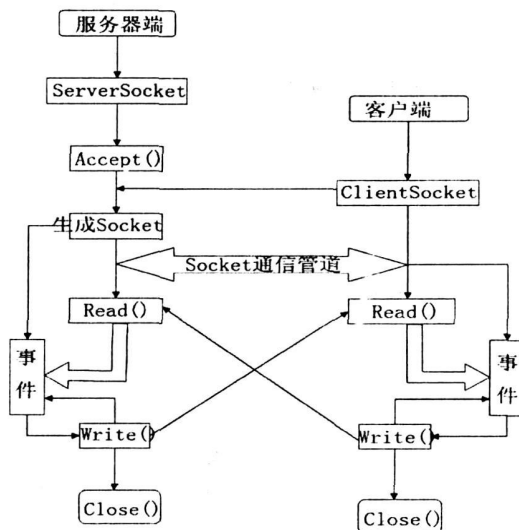 服务器端
ServerSocket
客户端
Accept()
ClientSocket
生成Socket
Socket通信管道
Read()
Read()
事件
事件
Write()
Write()
Close()
Close()